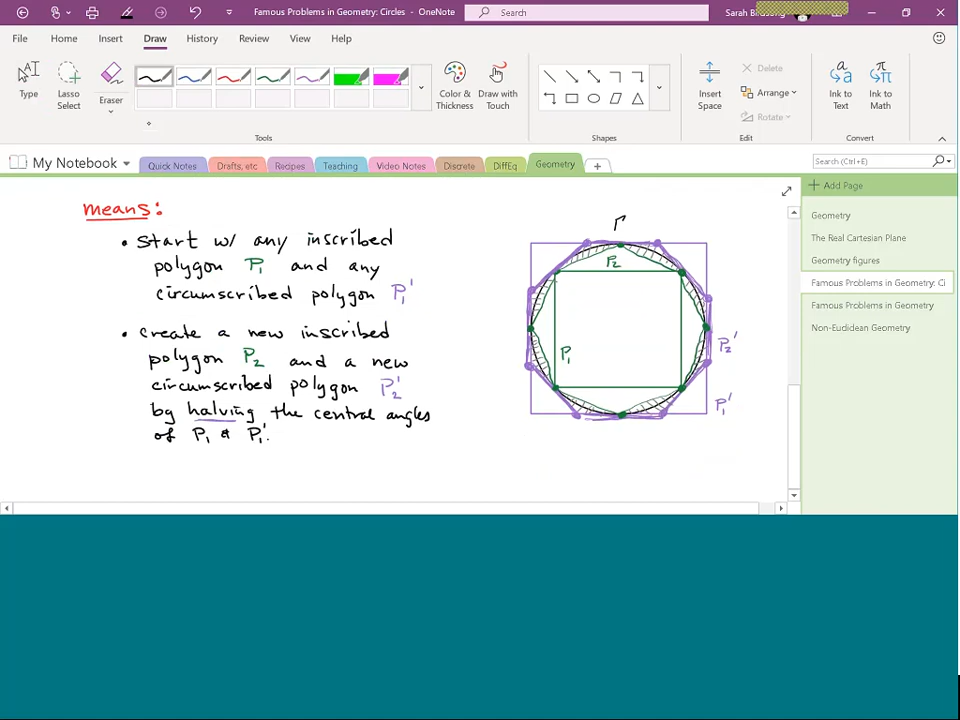 Famous Problems in Geometry: Circles - OneNote
Search
File Home Insert Draw History Review View Help
Type
Lasso Select
Eraser
Color & Thickness
Draw with Touch
Insert Space
Delete
Arrange
Rotate
Ink to Text
Ink to Math
Tools
Shapes
Edit
Convert
My Notebook
Quick Notes
Drafts, etc
Recipes
Teaching
Video Notes
Discrete
DiffEq
Geometry
Search (Ctrl+E)
means:
• start w/ any inscribed
polygon P₁ and any
circumscribed polygon P₁'
• create a new inscribed
polygon P₂ and a new
circumscribed polygon P₂'
by halving the central angles
of P₁ & P₁'.
Γ
P₂
P₁
P₂'
P₁'
Add Page
Geometry
The Real Cartesian Plane
Geometry figures
Famous Problems in Geometry: Ci
Famous Problems in Geometry
Non-Euclidean Geometry